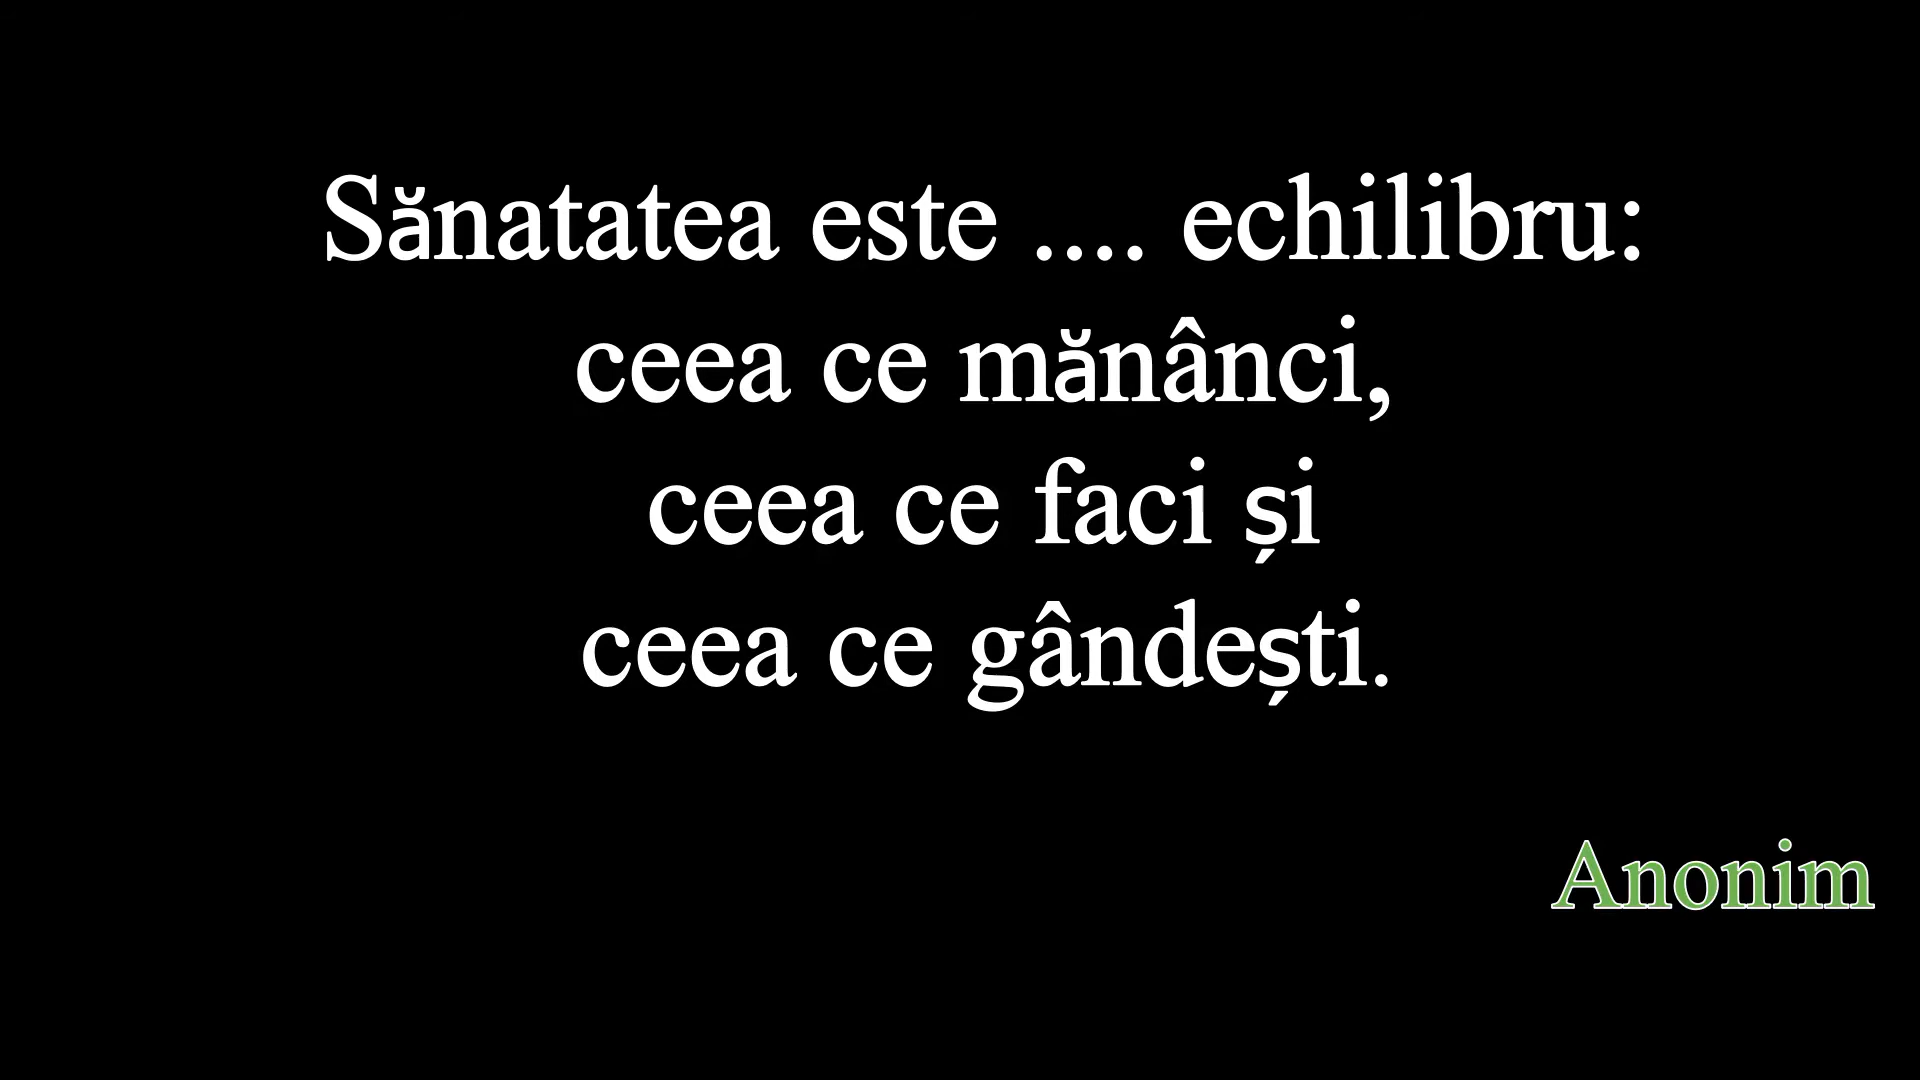 Sănatatea este .... echilibru:
ceea ce mănânci,
ceea ce faci și
ceea ce gândești.
Anonim